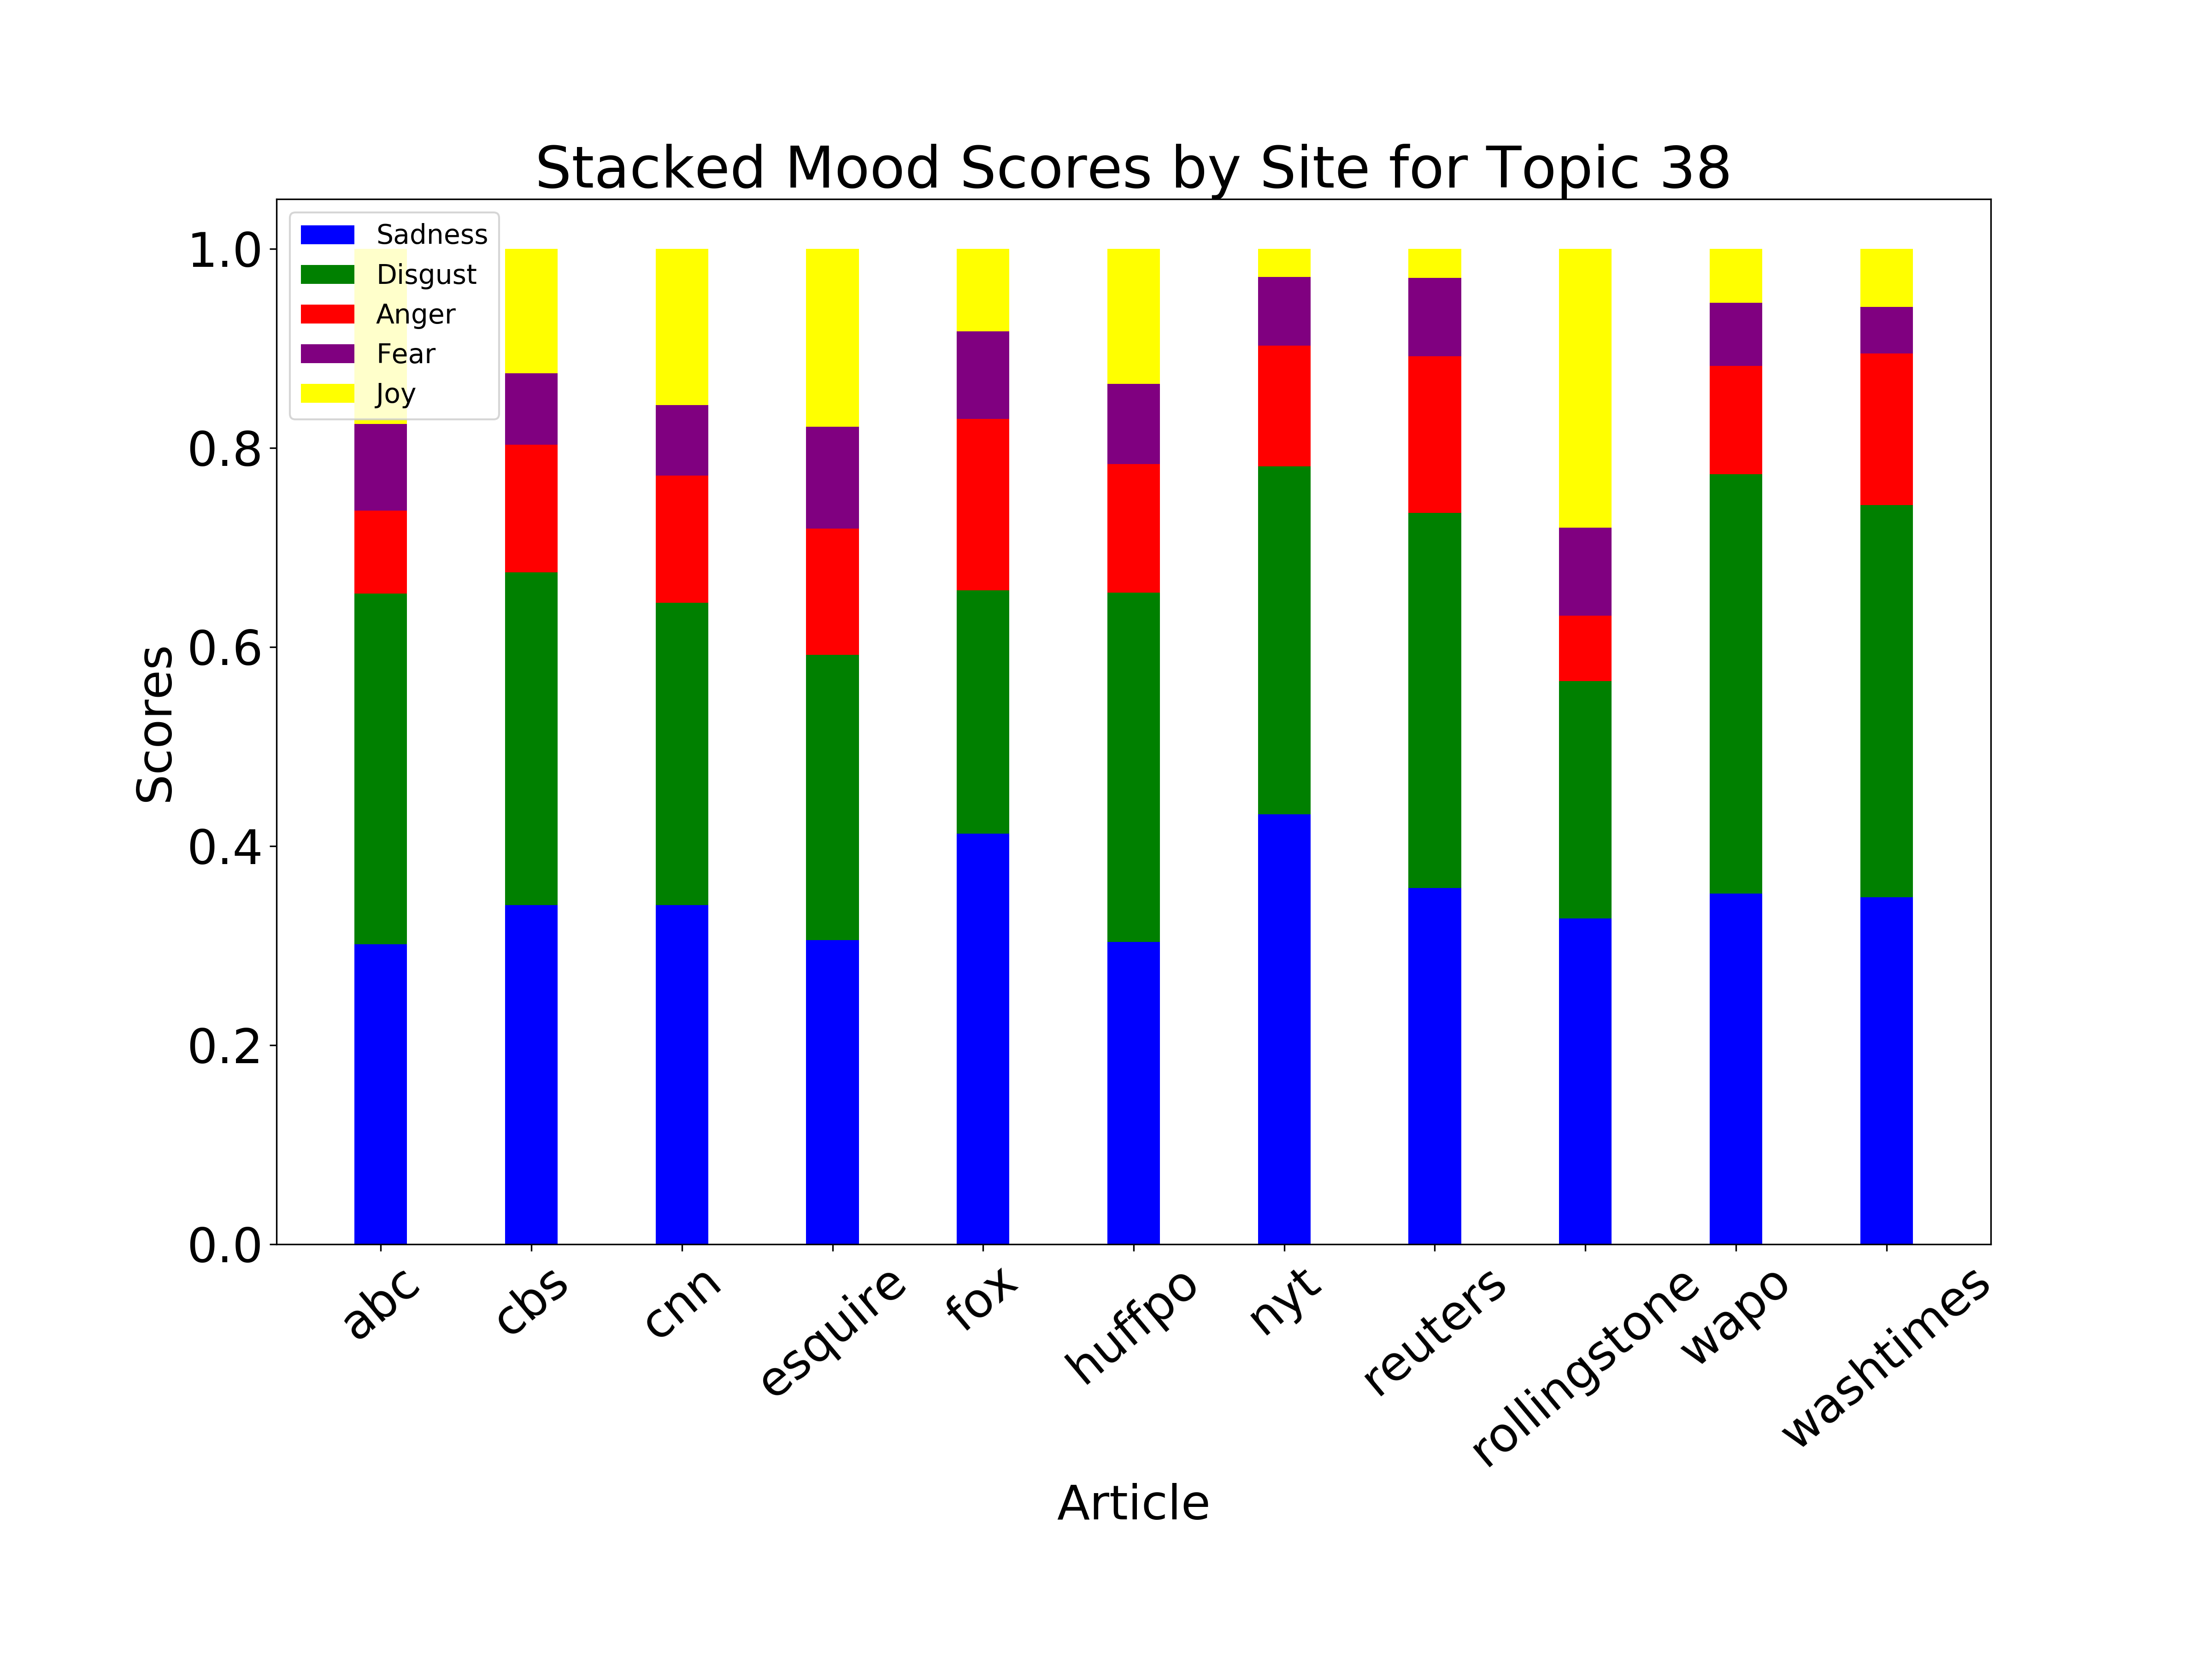 Stacked Mood Scores by Site for Topic 38
Sadness
Disgust
Anger
Fear
Joy
1.0
0.8
0.6
0.4
0.2
0.0
Scores
abc
cbs
cnn
esquire
fox
huffpo
nyt
reuters
rollingstone
wapo
washtimes
Article